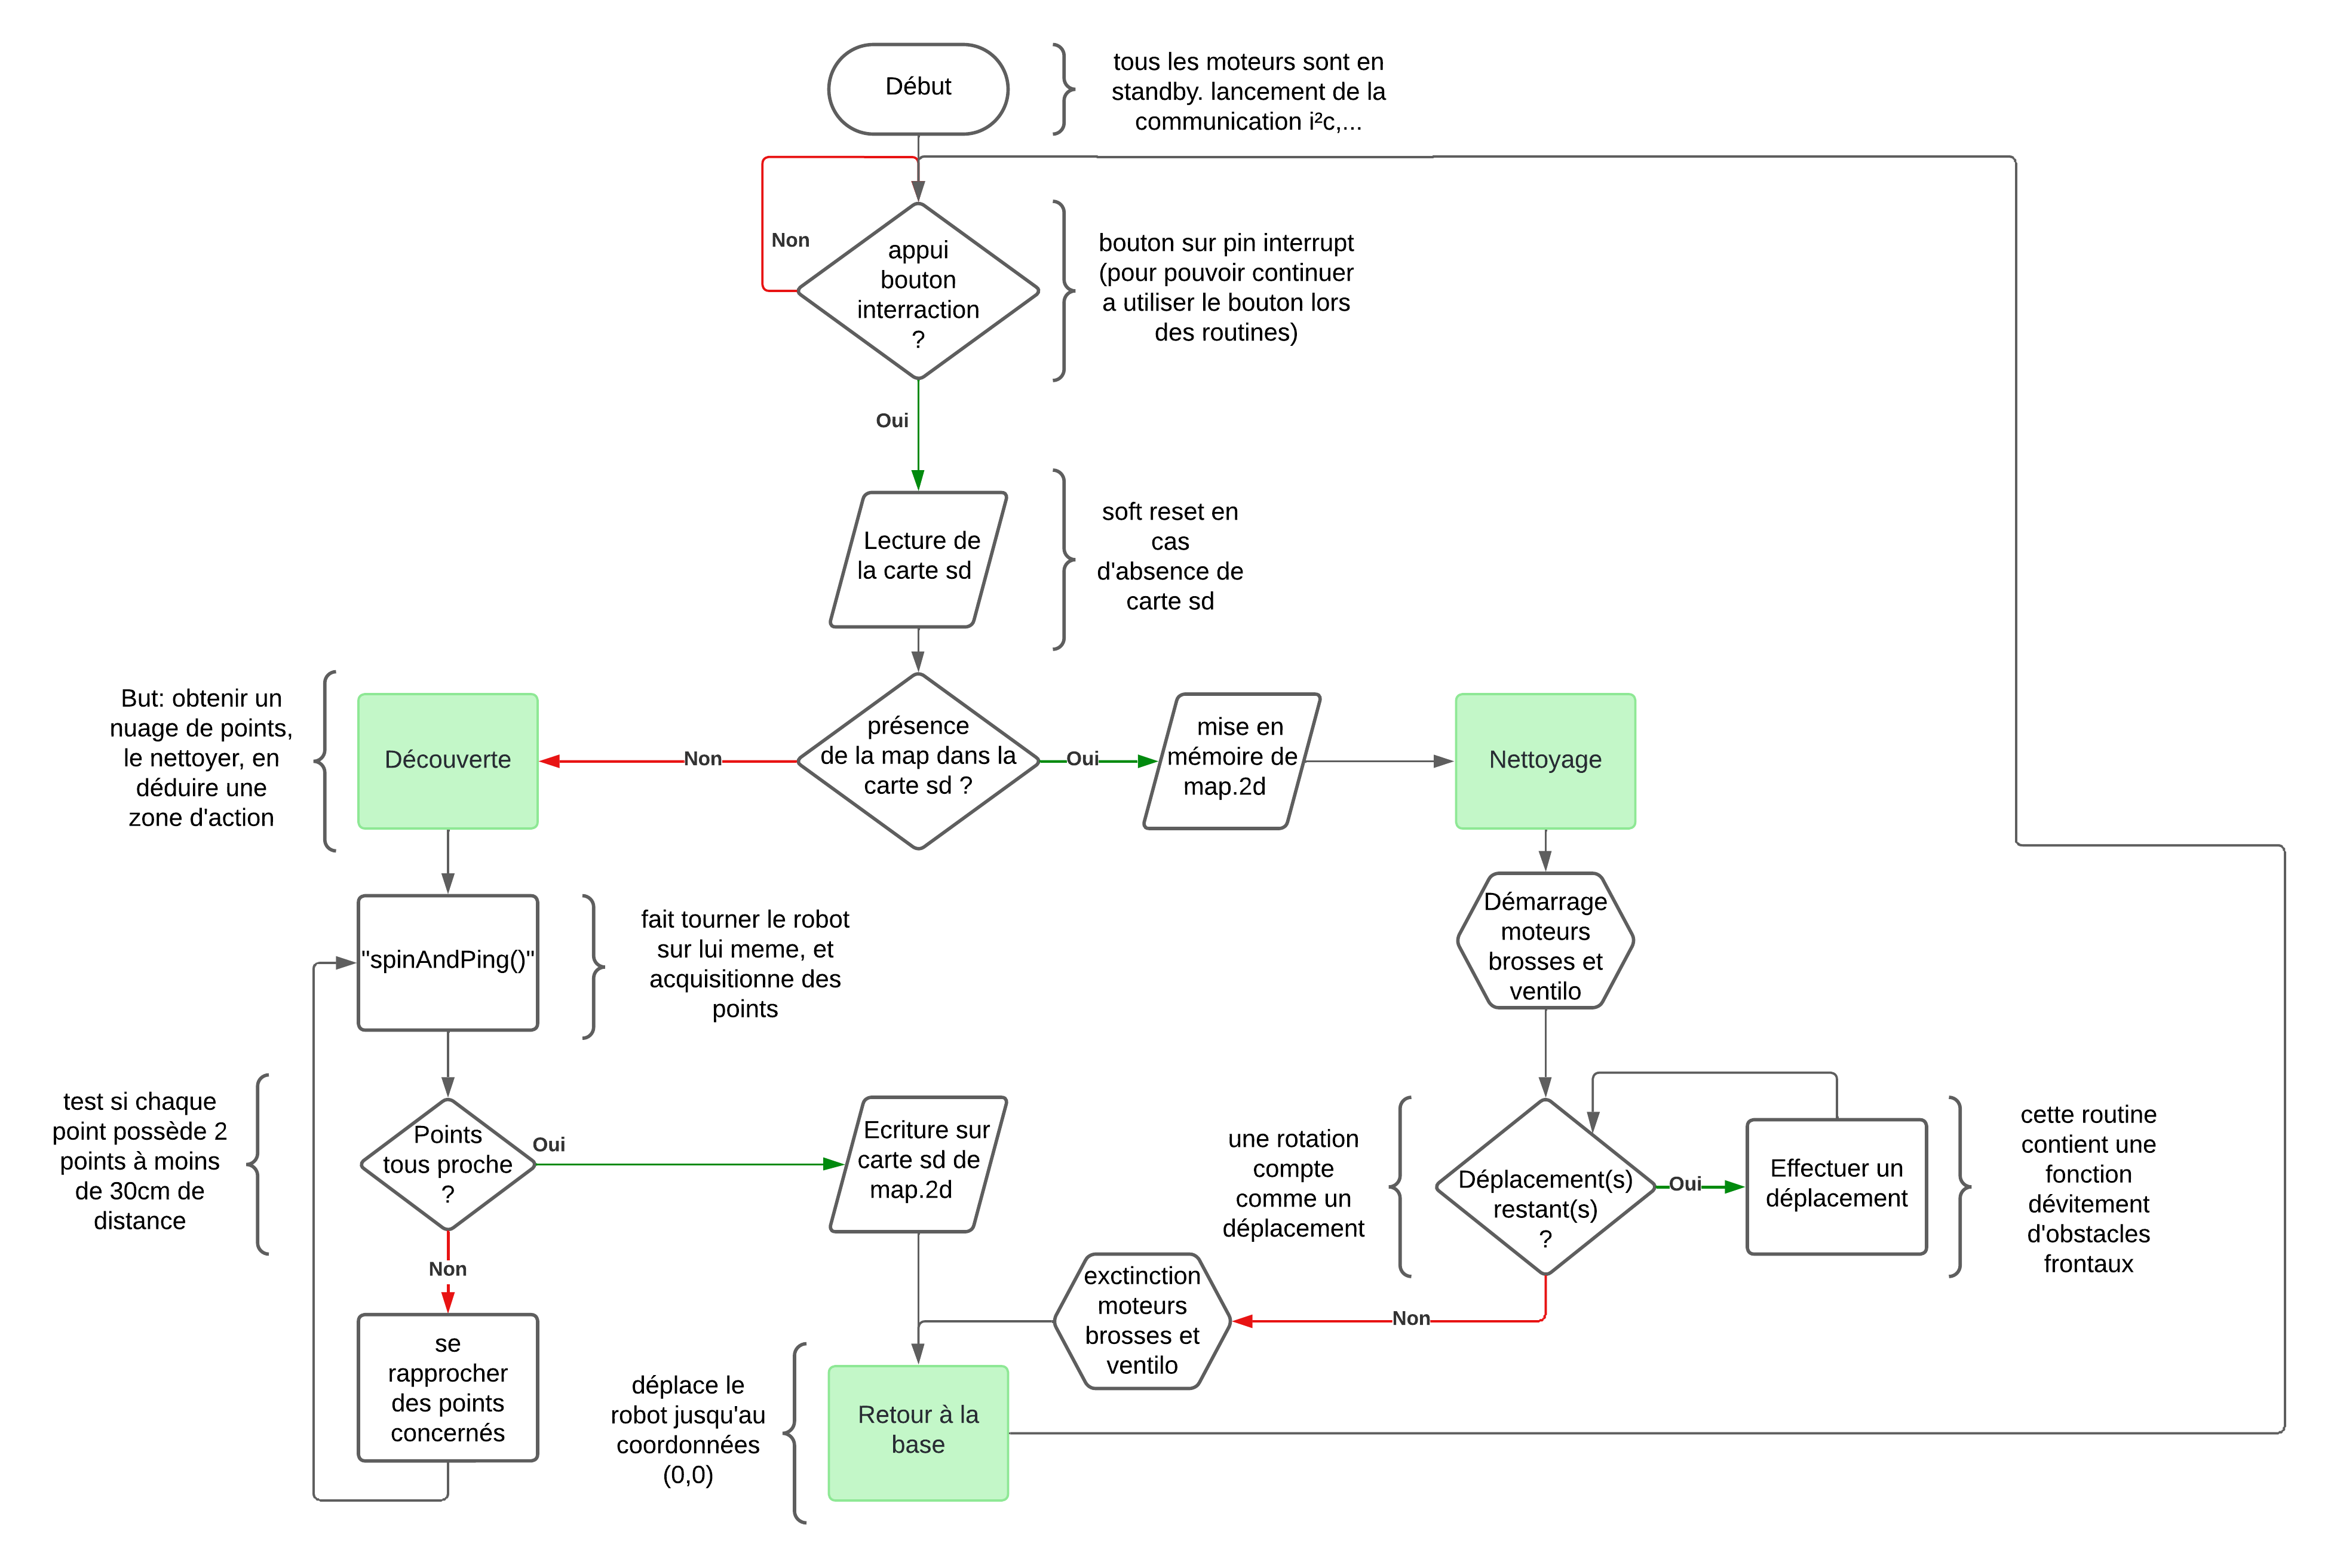 Début
tous les moteurs sont en
standby. lancement de la
communication i²c,...
Non
appui
bouton
interraction
?
bouton sur pin interrupt
(pour pouvoir continuer
a utiliser le bouton lors
des routines)
Oui
Lecture de
la carte sd
soft reset en
cas
d'absence de
carte sd
But: obtenir un
nuage de points,
le nettoyer, en
déduire une
zone d'action
Découverte
Non
présence
de la map dans la
carte sd ?
Oui
mise en
mémoire de
map.2d
Nettoyage
"spinAndPing()"
fait tourner le robot
sur lui meme, et
acquisitionne des
points
Démarrage
moteurs
brosses et
ventilo
test si chaque
point possède 2
points à moins
de 30cm de
distance
Points
tous proche
?
Oui
Ecriture sur
carte sd de
map.2d
une rotation
compte
comme un
déplacement
Déplacement(s)
restant(s)
?
Oui
Effectuer un
déplacement
cette routine
contient une
fonction
dévitement
d'obstacles
frontaux
Non
se
rapprocher
des points
concernés
exctinction
moteurs
brosses et
ventilo
Non
déplace le
robot jusqu'au
coordonnées
(0,0)
Retour à la
base